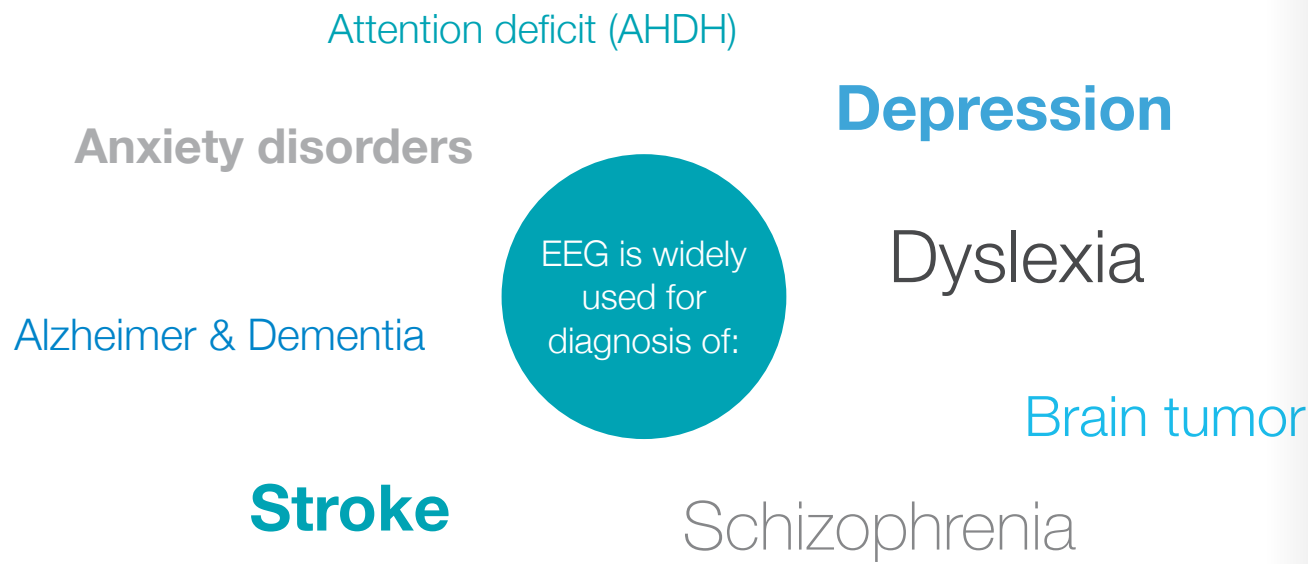 Attention deficit (AHDH)
Depression
Anxiety disorders
Dyslexia
EEG is widely
used for
diagnosis of:
Alzheimer & Dementia
Brain tumor
Stroke
Schizophrenia